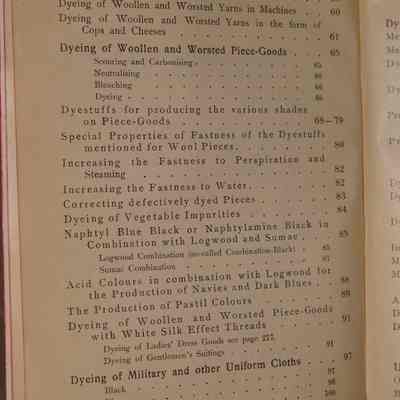 Dyeing of Woollen and Worsted Yarns in Machines . . . 60
Dyeing of Woollen and Worsted Yarns in the form of
Cops and Cheeses . . . . . . . . . . . 61
Dyeing of Woollen and Worsted Piece-Goods . . . 65
Scouring and Carbonising . . . . . . . . . 65
Neutralising . . . . . . . . . . . 66
Bleaching . . . . . . . . . . . 66
Dyeing . . . . . . . . . . . . 66
Dyestuffs for producing the various shades
on Piece-Goods . . . . . . . . . . 68—79
Special Properties of Fastness of the Dyestuffs
mentioned for Wool Pieces . . . . . . . 80
Increasing the Fastness to Perspiration and
Steaming . . . . . . . . . . . . 82
Increasing the Fastness to Water . . . . . . 82
Correcting defectively dyed Pieces . . . . . 83
Dyeing of Vegetable Impurities . . . . . . 84
Naphtyl Blue Black or Naphtylamine Black in
Combination with Logwood and Sumac . . . 85
Logwood Combination (so-called Combination-Black) . . 85
Sumac Combination . . . . . . . . . . 87
Acid Colours in combination with Logwood for
the Production of Navies and Dark Blues . . 88
The Production of Pastil Colours . . . . . 89
Dyeing of Woollen and Worsted Piece-Goods
with White Silk Effect Threads . . . . . . 91
Dyeing of Ladies' Dress Goods see page 277.
Dyeing of Gentlemen's Suitings . . . . . . . 91
Dyeing of Military and other Uniform Cloths . . . 97
Black . . . . . . . . . . . . 97
98
100